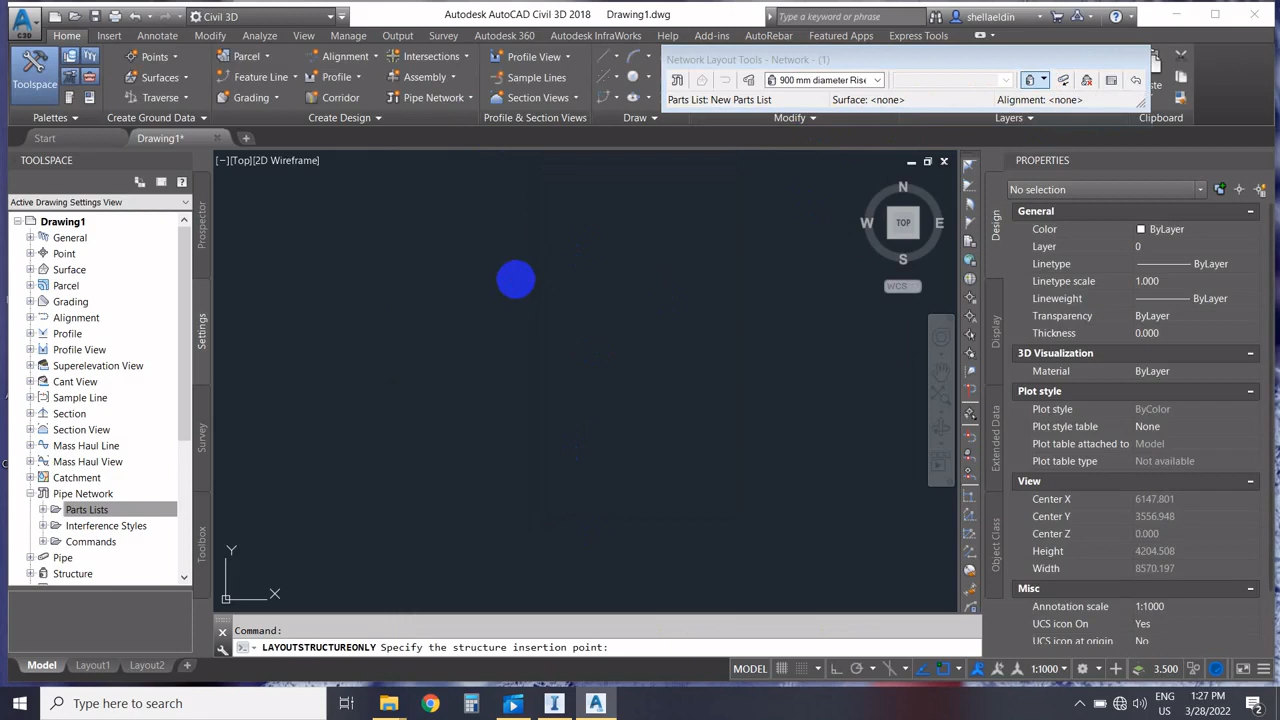 Civil 3D
Autodesk AutoCAD Civil 3D 2018 Drawing1.dwg
Type a keyword or phrase
shellaeldin
C3D
Home
Insert
Annotate
Modify
Analyze
View
Manage
Output
Survey
Autodesk 360
Autodesk InfraWorks
Help
Add-ins
AutoRebar
Featured Apps
Express Tools
Toolspace
Points
Surfaces
Traverse
Parcel
Feature Line
Grading
Alignment
Profile
Corridor
Intersections
Assembly
Pipe Network
Profile View
Sample Lines
Section Views
Network Layout Tools - Network - (1)
900 mm diameter Rise
Parts List: New Parts List
Surface: <none>
Alignment: <none>
Palettes
Create Ground Data
Create Design
Profile & Section Views
Draw
Modify
Layers
Clipboard
Start
Drawing1*
TOOLSPACE
Active Drawing Settings View
Drawing1
General
Point
Surface
Parcel
Grading
Alignment
Profile
Profile View
Superelevation View
Cant View
Sample Line
Section
Section View
Mass Haul Line
Mass Haul View
Catchment
Pipe Network
Parts Lists
Interference Styles
Commands
Pipe
Structure
Prospector
Settings
Survey
Toolbox
[−][Top][2D Wireframe]
N
W
TOP
E
S
WCS
Y
X
PROPERTIES
No selection
Design
Display
Extended Data
Object Class
General
Color ByLayer
Layer 0
Linetype ByLayer
Linetype scale 1.000
Lineweight ByLayer
Transparency ByLayer
Thickness 0.000
3D Visualization
Material ByLayer
Plot style
Plot style ByColor
Plot style table None
Plot table attached to Model
Plot table type Not available
View
Center X 6147.801
Center Y 3556.948
Center Z 0.000
Height 4204.508
Width 8570.197
Misc
Annotation scale 1:1000
UCS icon On Yes
UCS icon at origin No
Command:
LAYOUTSTRUCTUREONLY Specify the structure insertion point:
Model
Layout1
Layout2
MODEL
1:1000
3.500
Type here to search
ENG
US
1:27 PM
3/28/2022
2